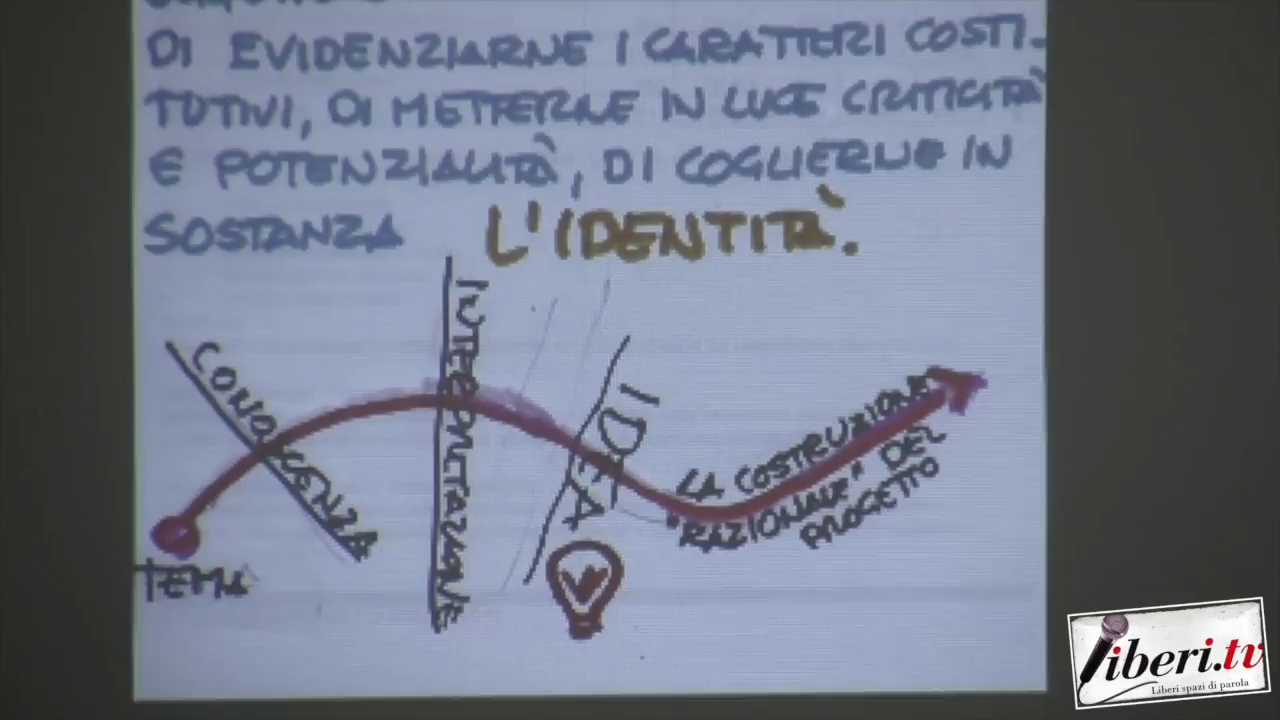 DI EVIDENZIARNE I CARATTERI COSTI-
TUTIVI, DI METTERNE IN LUCE CRITICITÀ
E POTENZIALITÀ, DI COGLIERNE IN
SOSTANZA L'IDENTITÀ.
CONOSCENZA
INTERPRETAZIONE
IDEA
LA COSTRUZIONE
"RAZIONALE" DEL
PROGETTO
TEMA
liberi.tv
Liberi spazi di parola